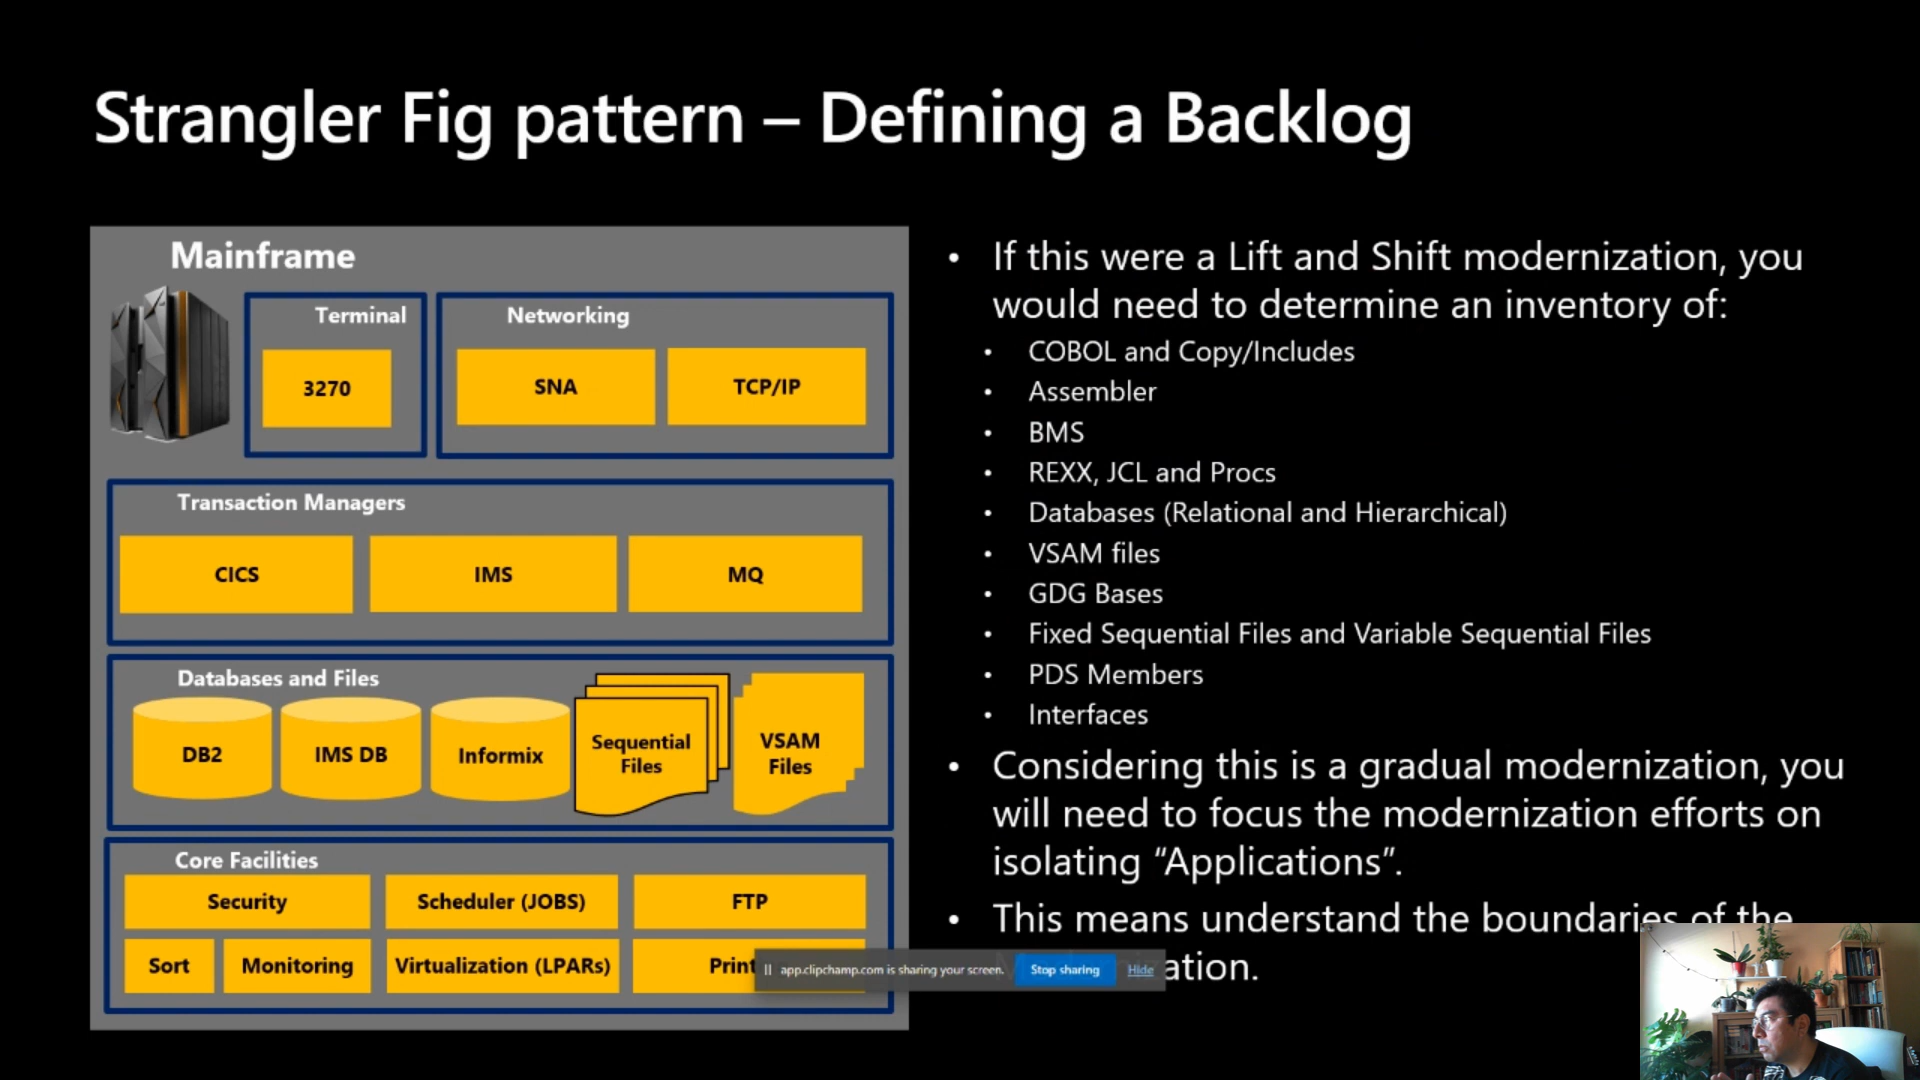 Strangler Fig pattern – Defining a Backlog
Mainframe
Terminal
3270
Networking
SNA
TCP/IP
Transaction Managers
CICS
IMS
MQ
Databases and Files
DB2
IMS DB
Informix
Sequential
Files
VSAM
Files
Core Facilities
Security
Scheduler (JOBS)
FTP
Sort
Monitoring
Virtualization (LPARs)
Print
• If this were a Lift and Shift modernization, you
would need to determine an inventory of:
• COBOL and Copy/Includes
• Assembler
• BMS
• REXX, JCL and Procs
• Databases (Relational and Hierarchical)
• VSAM files
• GDG Bases
• Fixed Sequential Files and Variable Sequential Files
• PDS Members
• Interfaces
• Considering this is a gradual modernization, you
will need to focus the modernization efforts on
isolating “Applications”.
• This means understand the boundaries of the
ation.
app.clipchamp.com is sharing your screen.
Stop sharing
Hide